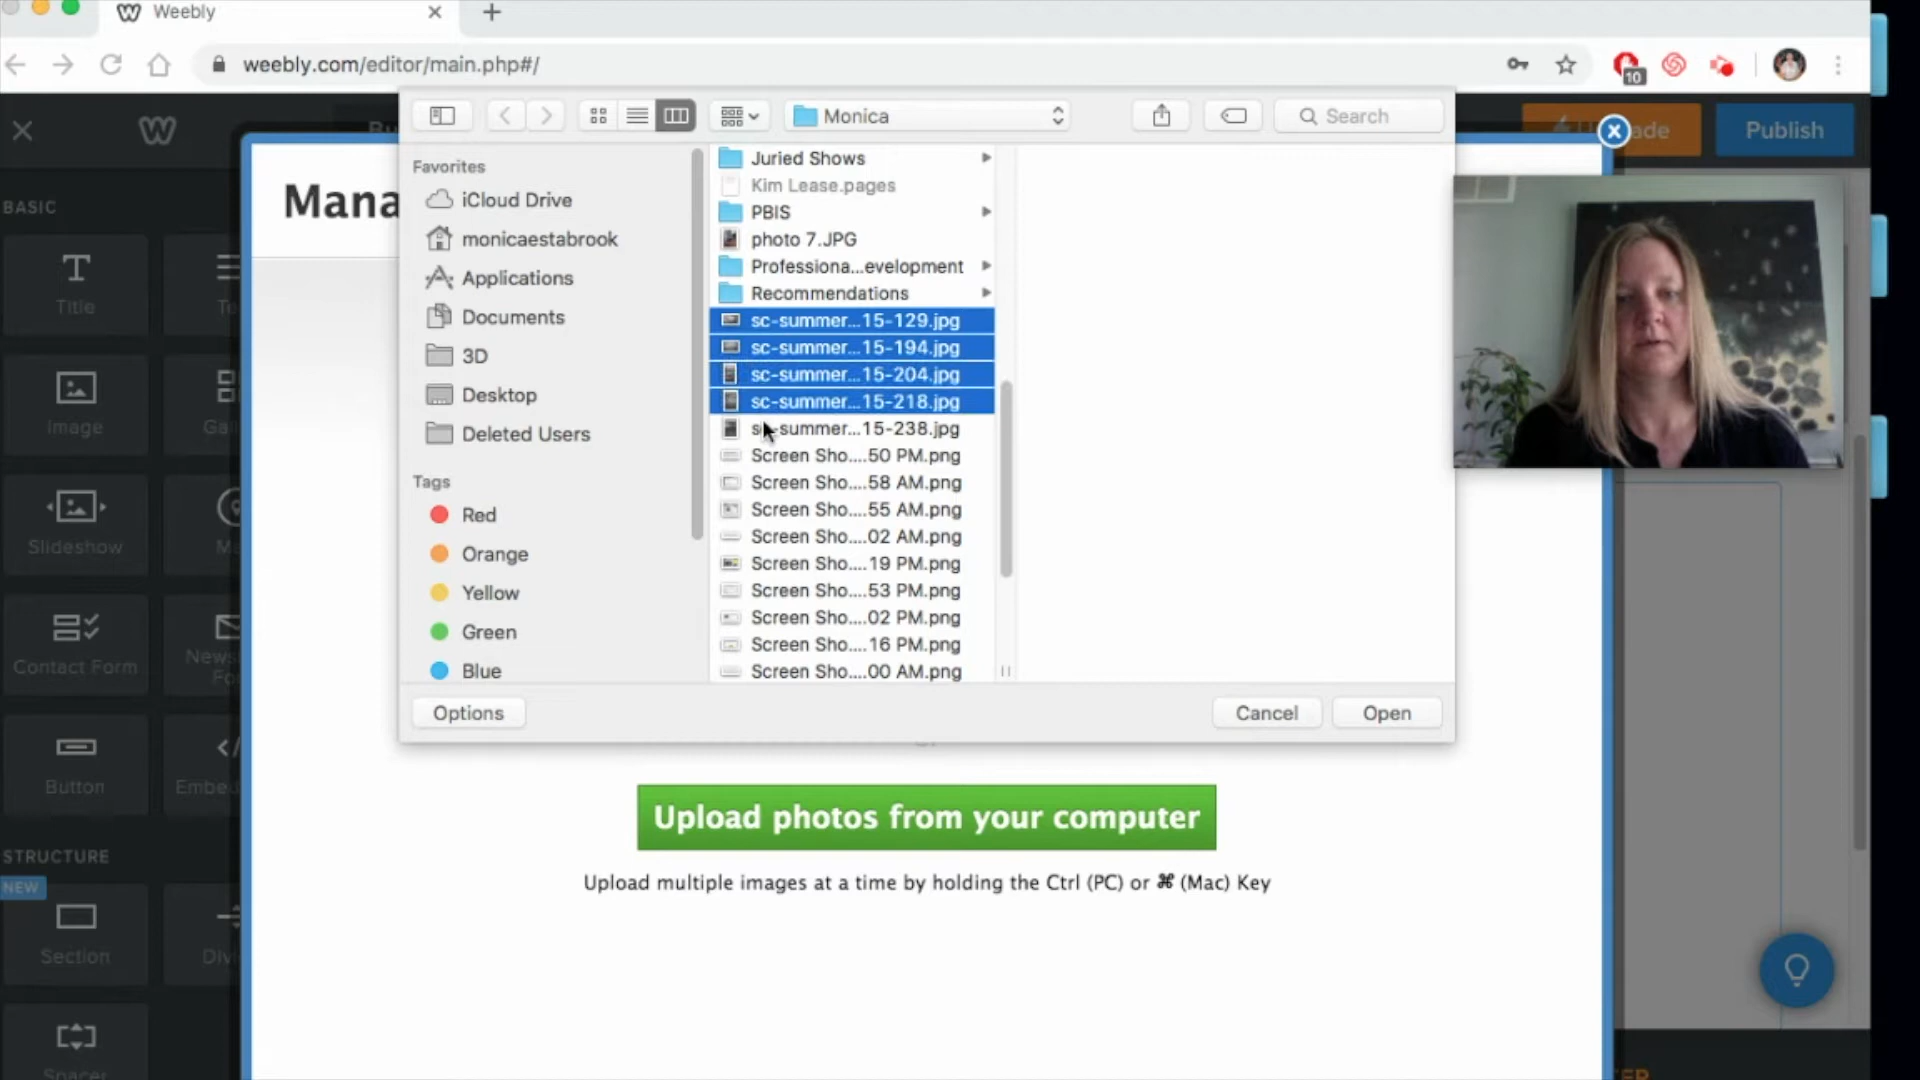 Weebly
weebly.com/editor/main.php#/
10
Monica
Search
Publish
Mana
Favorites
iCloud Drive
monicaestabrook
Applications
Documents
3D
Desktop
Deleted Users
Tags
Red
Orange
Yellow
Green
Blue
Juried Shows
Kim Lease.pages
PBIS
photo 7.JPG
Professiona...evelopment
Recommendations
sc-summer...15-129.jpg
sc-summer...15-194.jpg
sc-summer...15-204.jpg
sc-summer...15-218.jpg
sc-summer...15-238.jpg
Screen Sho....50 PM.png
Screen Sho....58 AM.png
Screen Sho....55 AM.png
Screen Sho....02 AM.png
Screen Sho....19 PM.png
Screen Sho....53 PM.png
Screen Sho....02 PM.png
Screen Sho....16 PM.png
Screen Sho....00 AM.png
Options
Cancel
Open
BASIC
Title
Image
Slideshow
Contact Form
Button
Embe
STRUCTURE
NEW
Section
Spacer
Upload photos from your computer
Upload multiple images at a time by holding the Ctrl (PC) or ⌘ (Mac) Key